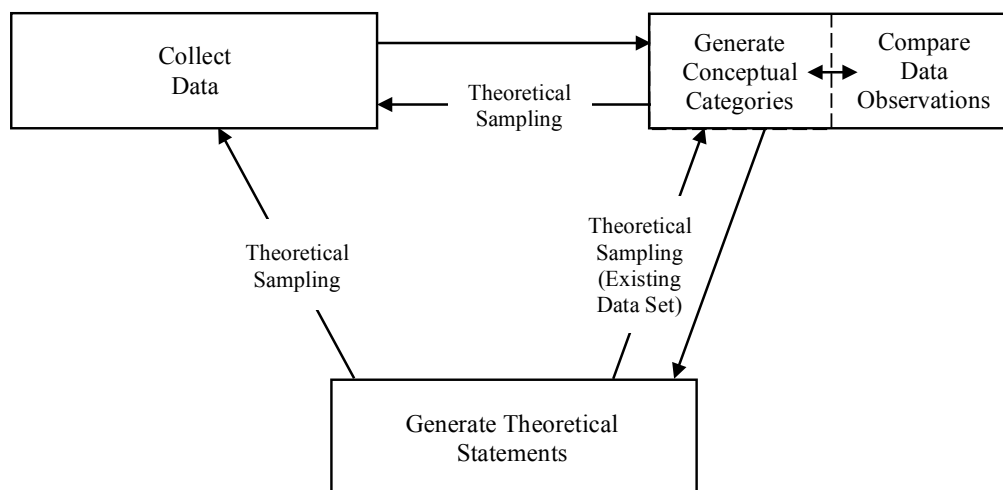 Collect
Data
Generate
Conceptual
Categories
Compare
Data
Observations
Theoretical
Sampling
Theoretical
Sampling
Theoretical
Sampling
(Existing
Data Set)
Generate Theoretical
Statements